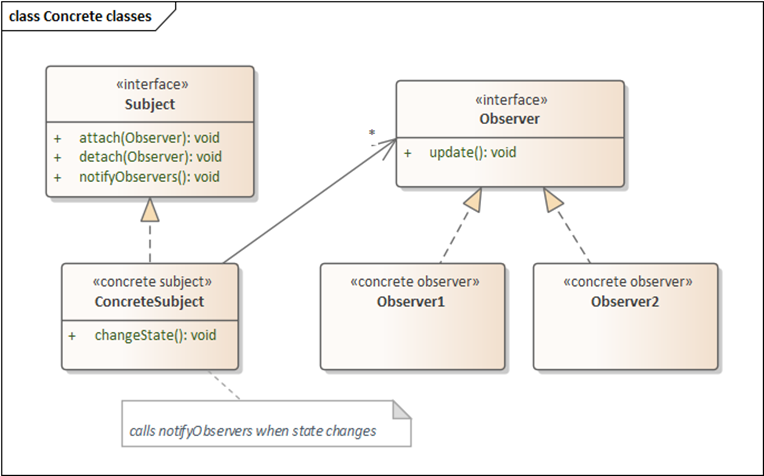 class Concrete classes
«interface»
Subject
+ attach(Observer): void
+ detach(Observer): void
+ notifyObservers(): void
«interface»
Observer
+ update(): void
*
«concrete subject»
ConcreteSubject
+ changeState(): void
«concrete observer»
Observer1
«concrete observer»
Observer2
calls notifyObservers when state changes